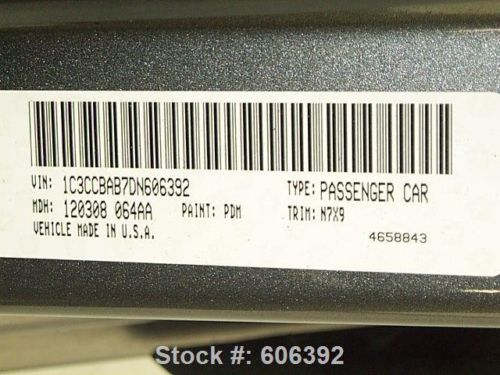 VIN: 1C3CCBAB7DN606392 TYPE: PASSENGER CAR
MDH: 120308 064AA PAINT: PDM TRIM: N7X9
VEHICLE MADE IN U.S.A. 4658843
Stock #: 606392